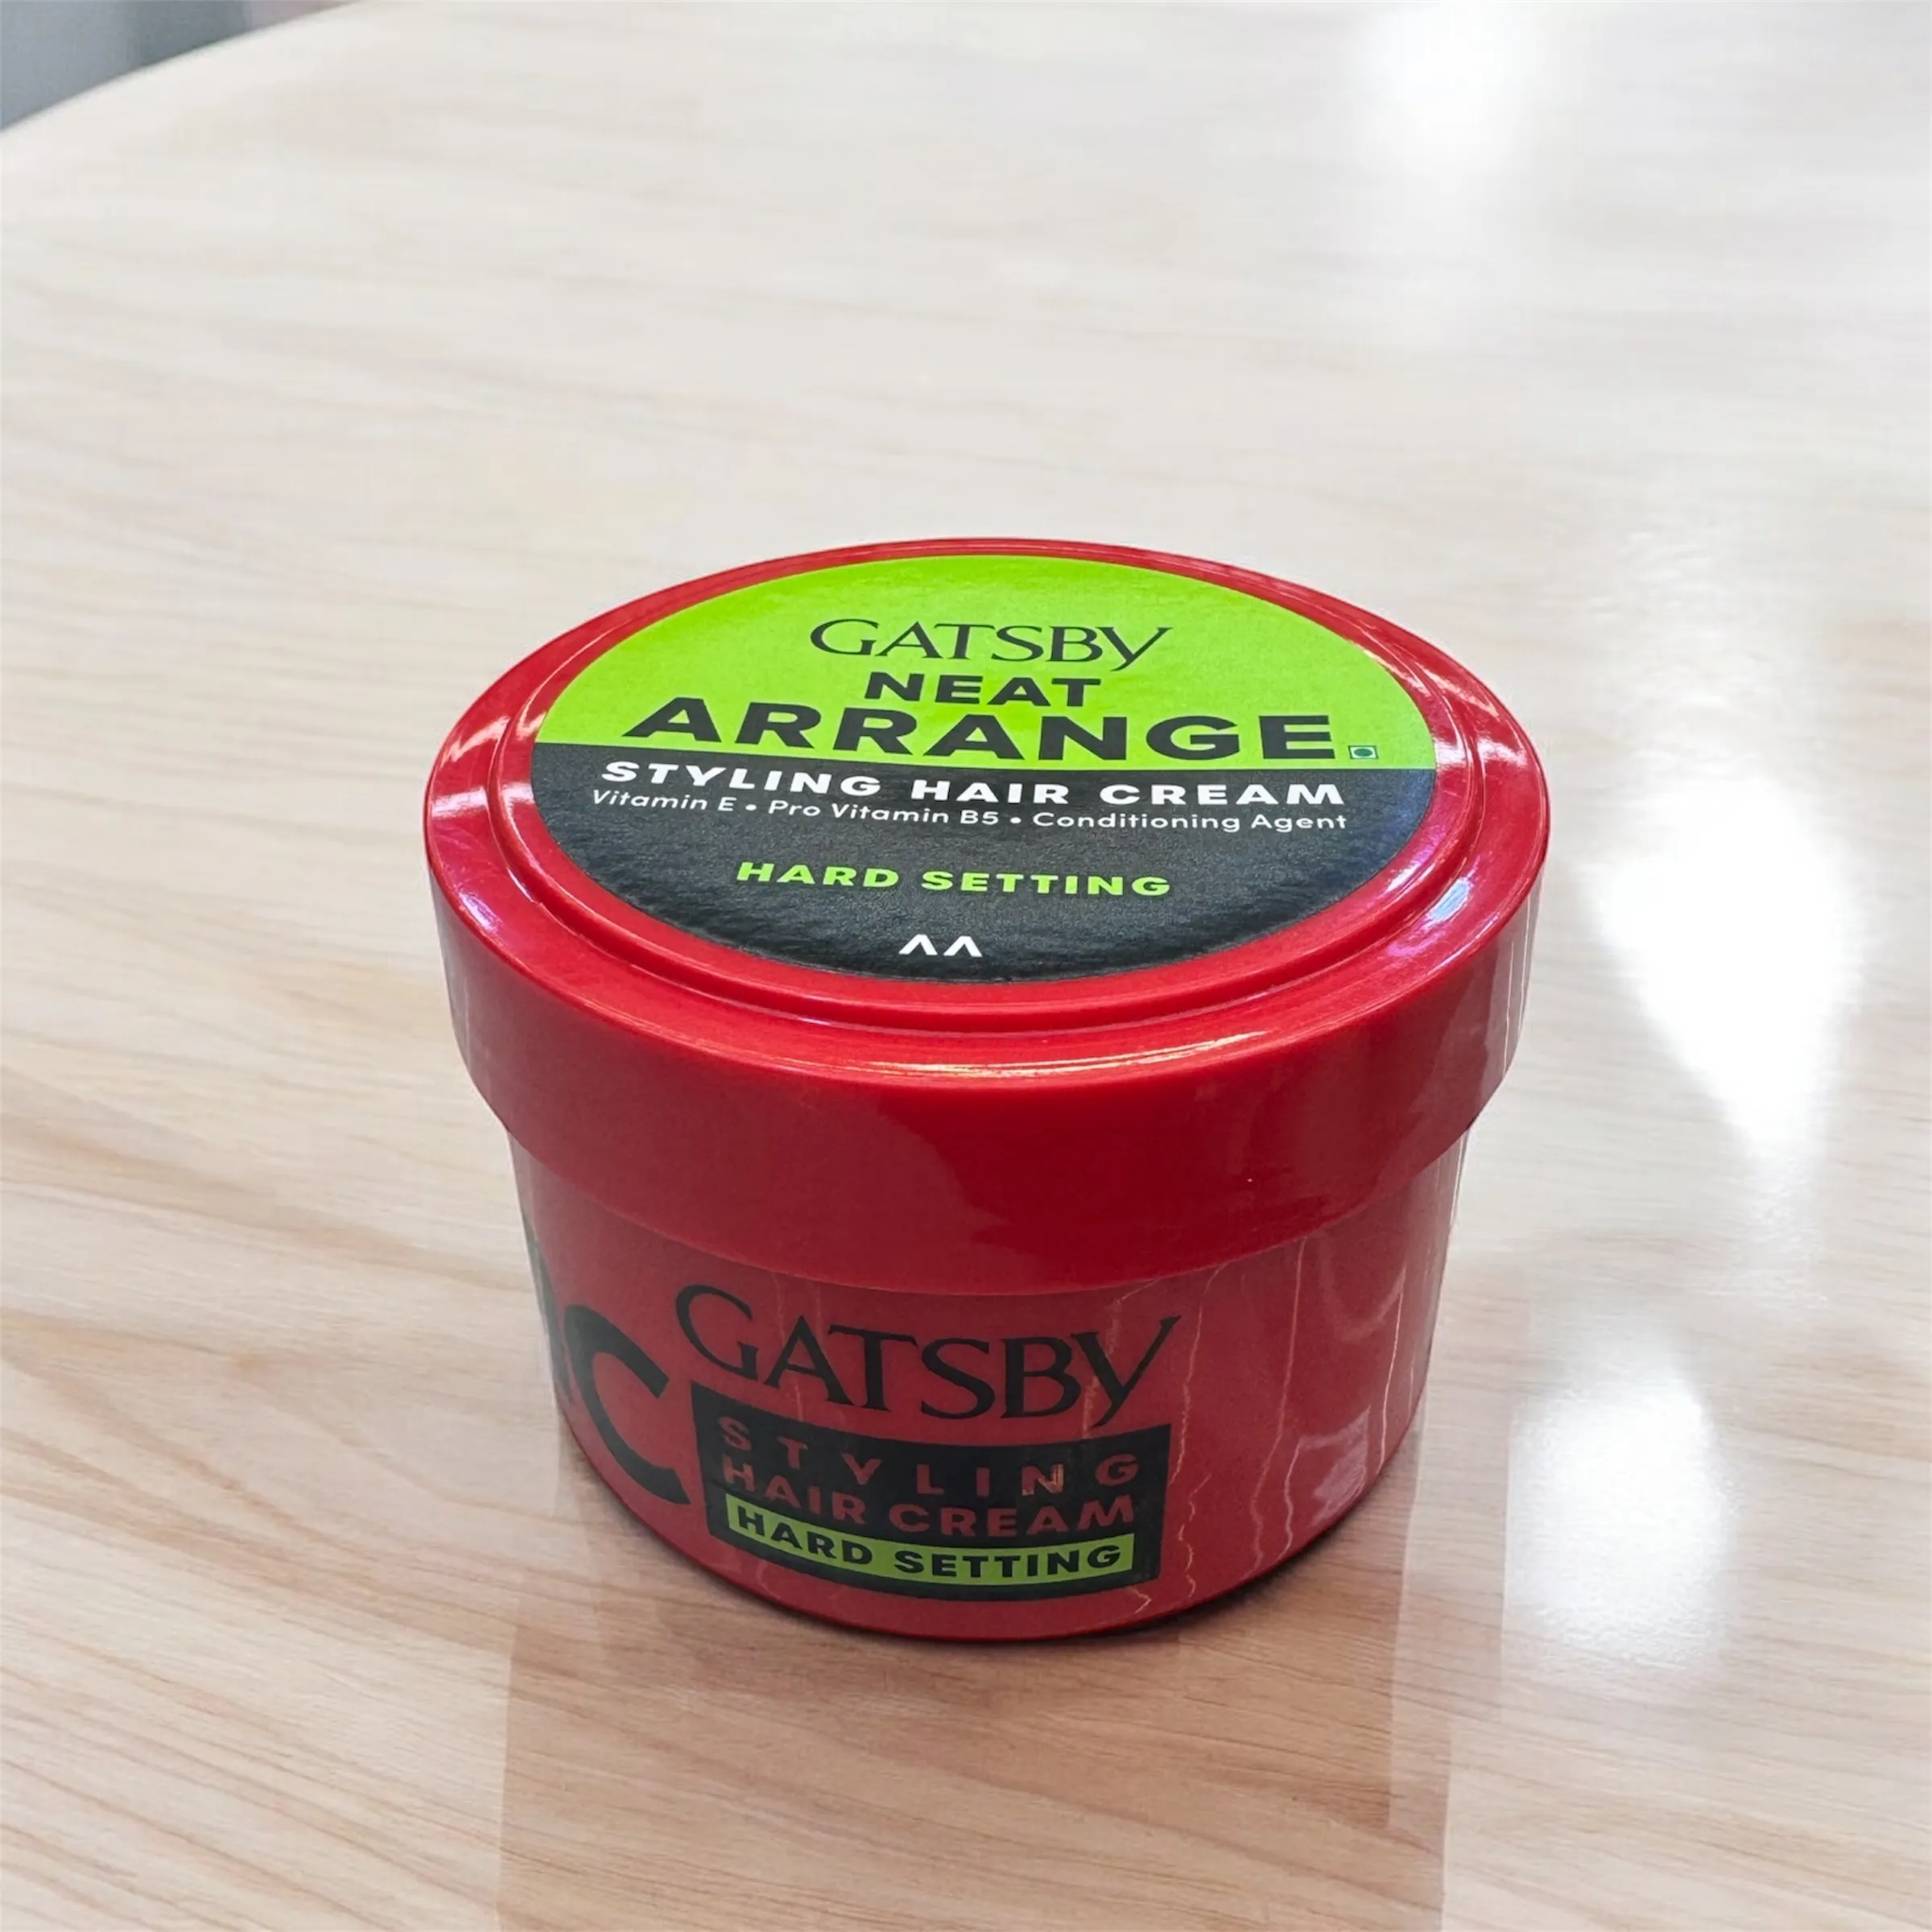 GATSBY
NEAT
ARRANGE
STYLING HAIR CREAM
Vitamin E • Pro Vitamin B5 • Conditioning Agent
HARD SETTING
GATSBY
STYLING
HAIR CREAM
HARD SETTING